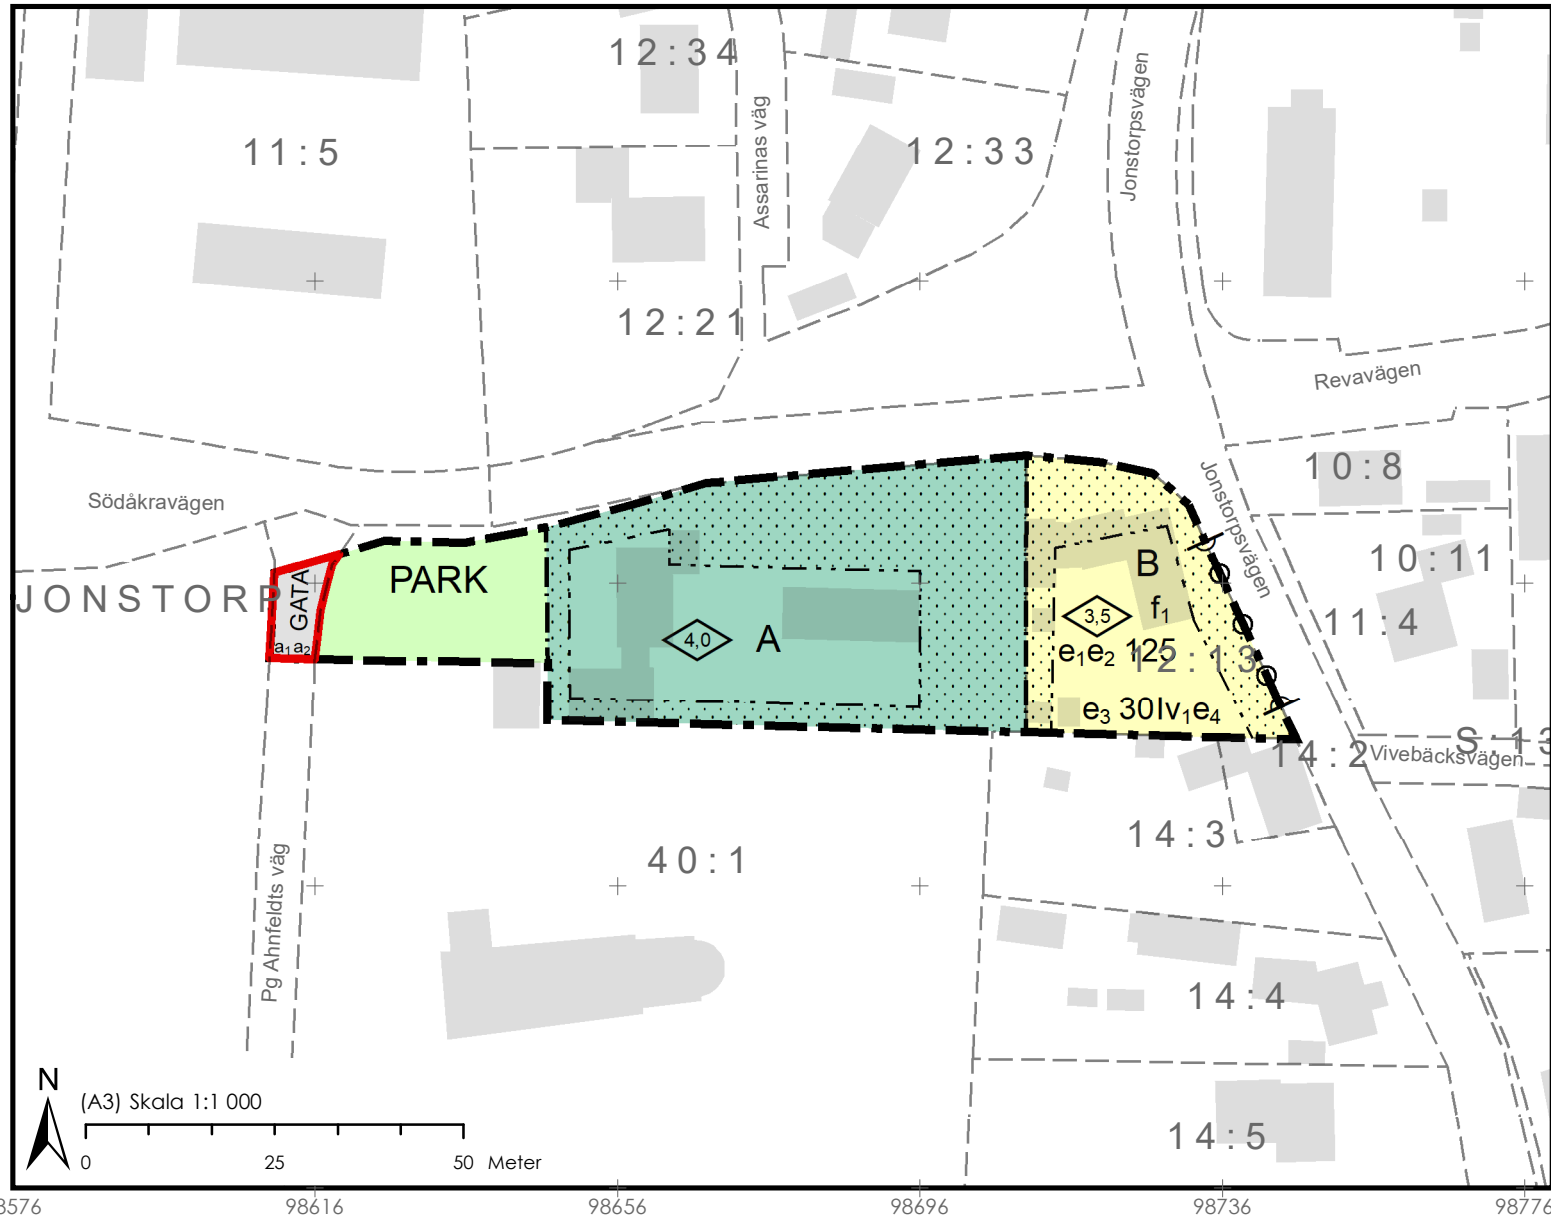 12:34
11:5
Assarinas väg
12:33
Jonstorpsvägen
12:21
Revavägen
Södåkravägen
10:8
Jonstorpsvägen
10:11
JONSTORP
GATA
a₁a₂
PARK
4,0
A
B
3,5
f₁
e₁e₂ 125
12:13
e₃ 30Iv₁e₄
11:4
14:2
S:13
Vivebäcksvägen
14:3
40:1
Pg Ahnfeldts väg
14:4
14:5
N
(A3) Skala 1:1 000
0 25 50 Meter
8576 98616 98656 98696 98736 98776